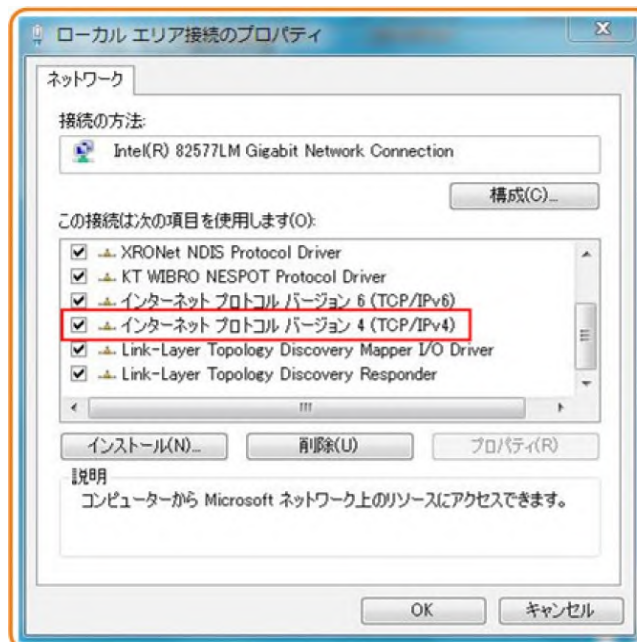 ローカル エリア接続のプロパティ
ネットワーク
接続の方法:
Intel(R) 82577LM Gigabit Network Connection
構成(C)...
この接続は次の項目を使用します(O):
XRONet NDIS Protocol Driver
KT WIBRO NESPOT Protocol Driver
インターネット プロトコル バージョン 6 (TCP/IPv6)
インターネット プロトコル バージョン 4 (TCP/IPv4)
Link-Layer Topology Discovery Mapper I/O Driver
Link-Layer Topology Discovery Responder
インストール(N)... 削除(U) プロパティ(R)
説明
コンピューターから Microsoft ネットワーク上のリソースにアクセスできます。
OK キャンセル